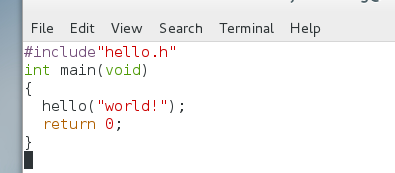 File Edit View Search Terminal Help
#include"hello.h"
int main(void)
{
  hello("world!");
  return 0;
}